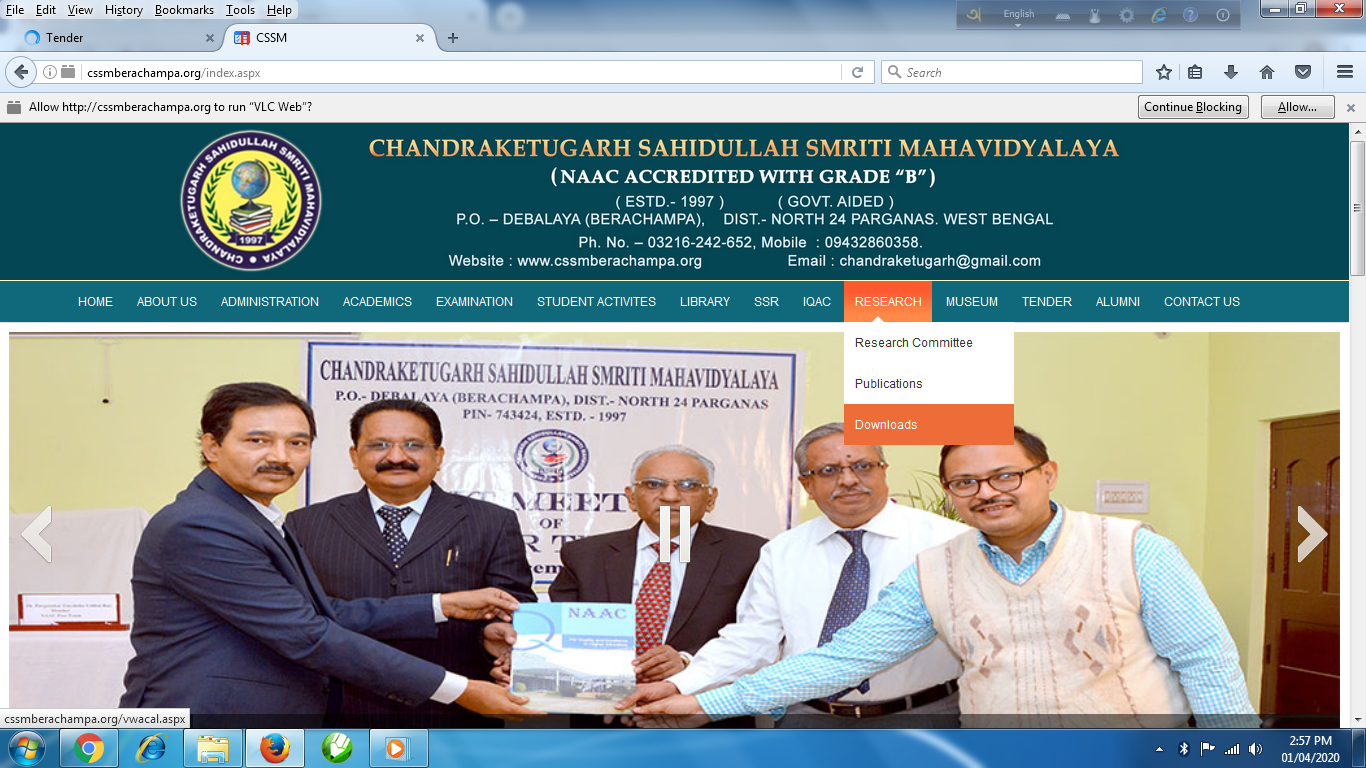 File Edit View History Bookmarks Tools Help
English
Tender
CSSM
cssmberachampa.org/index.aspx
Search
Allow http://cssmberachampa.org to run "VLC Web"?
Continue Blocking
Allow...
CHANDRAKETUGARH SAHIDULLAH SMRITI MAHAVIDYALAYA
1997
CHANDRAKETUGARH SAHIDULLAH SMRITI MAHAVIDYALAYA
(NAAC ACCREDITED WITH GRADE “B”)
( ESTD.- 1997 ) ( GOVT. AIDED )
P.O. – DEBALAYA (BERACHAMPA), DIST.- NORTH 24 PARGANAS. WEST BENGAL
Ph. No. – 03216-242-652, Mobile : 09432860358.
Website : www.cssmberachampa.org Email : chandraketugarh@gmail.com
HOME ABOUT US ADMINISTRATION ACADEMICS EXAMINATION STUDENT ACTIVITES LIBRARY SSR IQAC RESEARCH MUSEUM TENDER ALUMNI CONTACT US
Research Committee
Publications
Downloads
CHANDRAKETUGARH SAHIDULLAH SMRITI MAHAVIDYALAYA
P.O.- DEBALAYA (BERACHAMPA), DIST.- NORTH 24 PARGANAS
PIN- 743424, ESTD. - 1997
MEET
OF
NAAC
cssmberachampa.org/vwacal.aspx
2:57 PM
01/04/2020